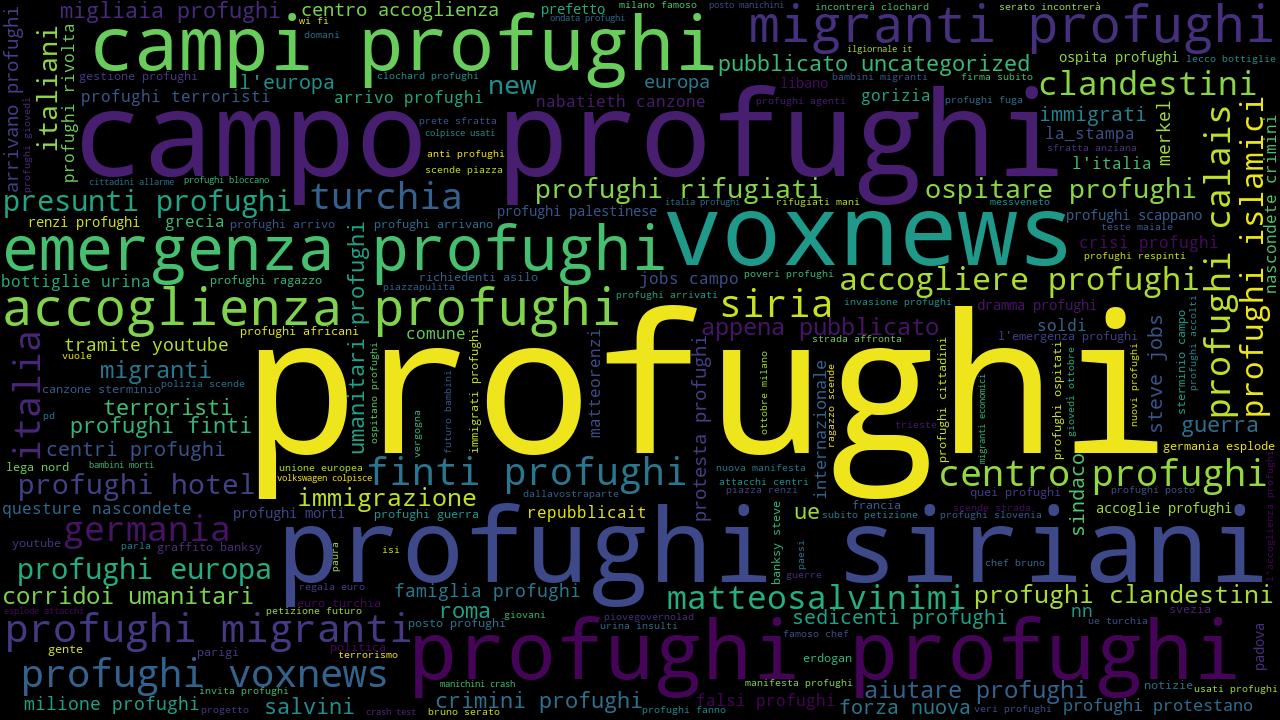 migliaia profughi
centro accoglienza
prefetto
milano famoso
posto manichini
incontrerà clochard
serato incontrerà
wi fi
ondata profughi
domani
campi profughi
migranti profughi
arrivano profughi
italiani
profughi rivolta
profughi giovedì
gestione profughi
l'europa
clochard profughi
new
europa
pubblicato uncategorized
ilgiornale it
ospita profughi
lecco bottiglie
libano
bambini migranti
firma subito
clandestini
profughi terroristi
arrivo profughi
nabatieth canzone
profughi agenti
gorizia
profughi fuga
immigrati
merkel
campo profughi
prete sfratta
colpisce usati
la_stampa
sfratta anziana
anti profughi
l'italia
scende piazza
profughi calais
profughi islamici
nascondete crimini
cittadini allarme
profughi bloccano
presunti profughi
turchia
profughi rifugiati
ospitare profughi
italia profughi
rifugiati mani
messveneto
renzi profughi
grecia
profughi arrivo
profughi arrivano
profughi palestinese
voxnews
profughi scappano
teste maiale
crisi profughi
profughi respinti
emergenza profughi
umanitari profughi
bottiglie urina
profughi ragazzo
richiedenti asilo
jobs campo
poveri profughi
accogliere profughi
piazzapulita
accoglienza profughi
profughi arrivati
siria
invasione profughi
dramma profughi
profughi africani
comune
appena pubblicato
soldi
l'emergenza profughi
steve jobs
sterminio campo
profughi accolti
italia
tramite youtube
vuole
migranti
canzone sterminio
polizia scende
ospitano profughi
vergogna
futuro bambini
immigrati profughi
matteorenzi
profughi
strada affronta
ottobre milano
internazionale
ragazzo scende
trieste
profughi cittadini
migranti economici
profughi ospitati
giovedì ottobre
nuovi profughi
terroristi
pd
profughi finti
guerra
centri profughi
germania esplode
lega nord
bambini morti
unione europea
volkswagen colpisce
finti profughi
protesta profughi
nuova manifesta
attacchi centri
centro profughi
sindaco
profughi hotel
immigrazione
dallavostraparte
piazza renzi
quei profughi
profughi posto
questure nascondete
profughi morti
profughi guerra
repubblicait
ue
francia
scende strada
accoglie profughi
l'accoglienza profughi
germania
subito petizione
profughi slovenia
youtube
parla
graffito banksy
paura
isi
profughi siriani
banksy steve
paesi
guerre
chef bruno
profughi europa
corridoi umanitari
regala euro
euro turchia
famiglia profughi
matteosalvinimi
profughi clandestini
esplode attacchi
petizione futuro
roma
giovani
piovegovernolad
urina insulti
sedicenti profughi
nn
svezia
ue turchia
profughi migranti
posto profughi
famoso chef
padova
gente
parigi
politica
terrorismo
profughi profughi
erdogan
profughi voxnews
invita profughi
manichini crash
manifesta profughi
aiutare profughi
notizie
usati profughi
milione profughi
progetto
salvini
crash test
bruno serato
crimini profughi
profughi fanno
falsi profughi
forza nuova
veri profughi
profughi protestano